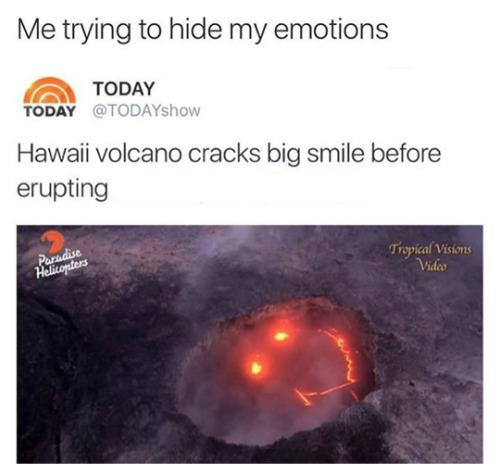 Me trying to hide my emotions
TODAY
TODAY @TODAYshow
Hawaii volcano cracks big smile before
erupting
Paradise
Helicopters
Tropical Visions
Video